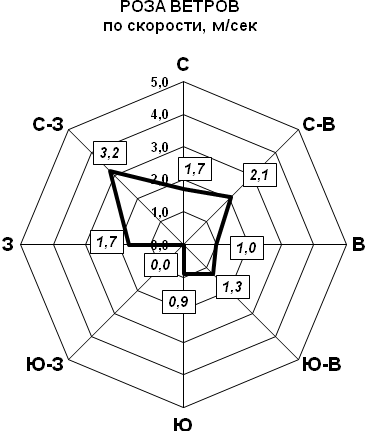 РОЗА ВЕТРОВ
по скорости, м/сек
С
5,0
С-З
С-В
4,0
3,2
3,0
1,7
2,1
2,0
1,0
З
1,7
0,0
1,0
В
0,0
1,3
0,9
Ю-З
Ю-В
Ю